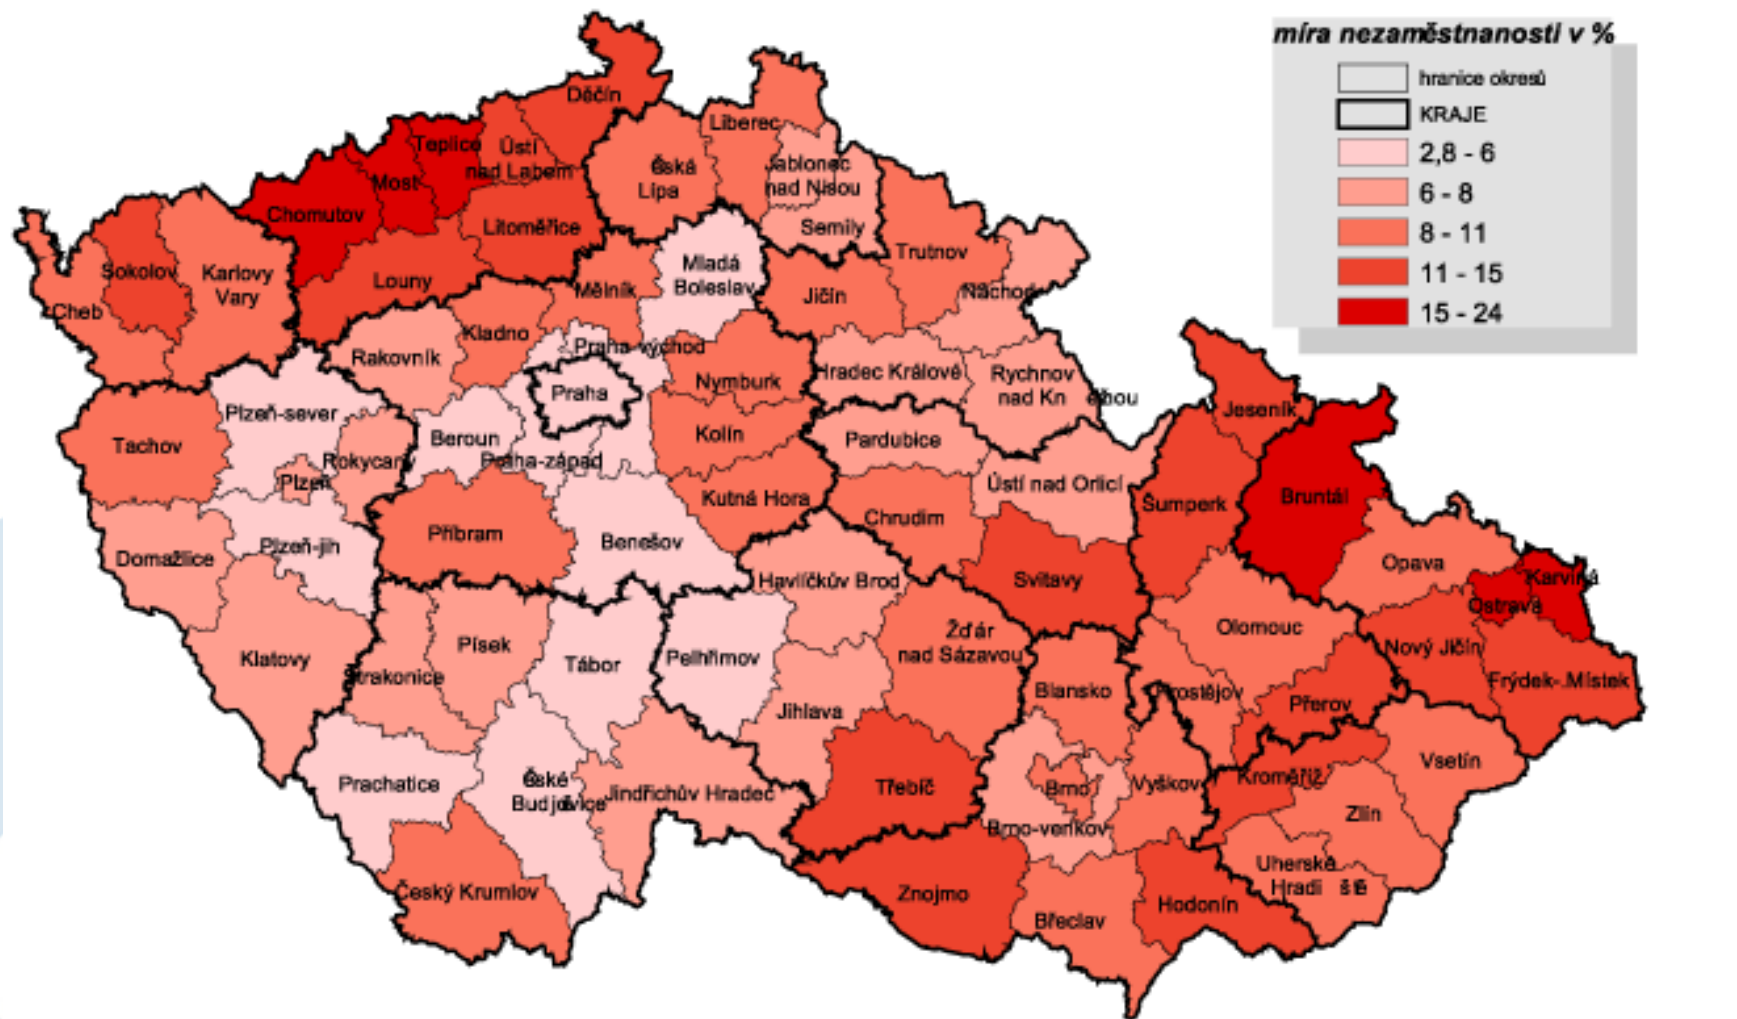 míra nezaměstnanosti v %
hranice okresů
KRAJE
2,8 - 6
6 - 8
8 - 11
11 - 15
15 - 24
Děčín
Liberec
Teplice
Ústí
nad Labem
Česká
Lípa
Jablonec
nad Nisou
Most
Chomutov
Litoměřice
Semily
Trutnov
Sokolov
Karlovy
Vary
Louny
Mělník
Mladá
Boleslav
Jičín
Náchod
Cheb
Kladno
Rakovník
Praha-východ
Praha
Nymburk
Hradec Králové
Rychnov
nad Kn ěžnou
Plzeň-sever
Tachov
Beroun
Kolín
Pardubice
Jeseník
Rokycany
Praha-západ
Plzeň
Kutná Hora
Ústí nad Orlicí
Šumperk
Bruntál
Chrudim
Domažlice
Plzeň-jih
Příbram
Benešov
Havlíčkův Brod
Svitavy
Opava
Karviná
Ostrava
Klatovy
Písek
Strakonice
Tábor
Pelhřimov
Žďár
nad Sázavou
Olomouc
Nový Jičín
Frýdek-.Místek
Jihlava
Blansko
Prostějov
Přerov
Prachatice
České
Budějovice
Jindřichův Hradec
Třebíč
Brno
Vyškov
Kroměříž
Vsetín
Brno-venkov
Zlín
Český Krumlov
Znojmo
Břeclav
Hodonín
Uherské
Hradi ště